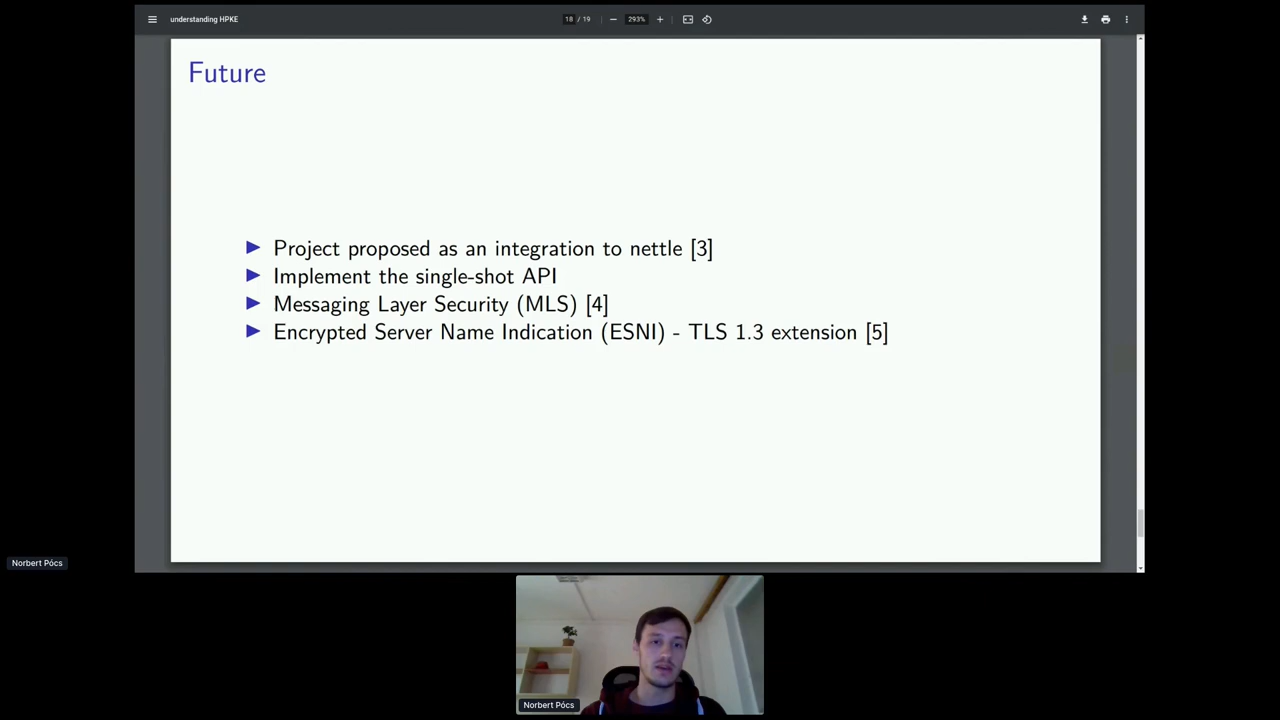 understanding HPKE
18 / 19
293%
Future
Project proposed as an integration to nettle [3]
Implement the single-shot API
Messaging Layer Security (MLS) [4]
Encrypted Server Name Indication (ESNI) - TLS 1.3 extension [5]
Norbert Pócs
Norbert Pócs